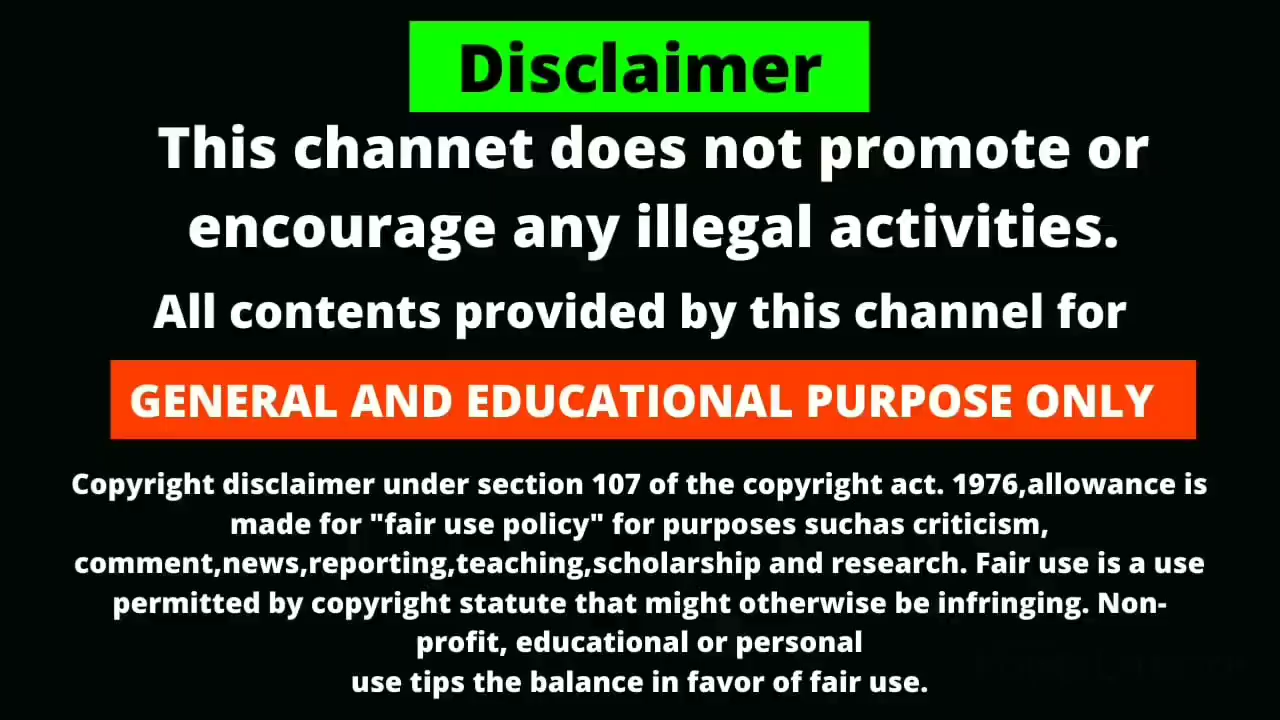 Disclaimer
This channet does not promote or
encourage any illegal activities.
All contents provided by this channel for
GENERAL AND EDUCATIONAL PURPOSE ONLY
Copyright disclaimer under section 107 of the copyright act. 1976,allowance is
made for "fair use policy" for purposes suchas criticism,
comment,news,reporting,teaching,scholarship and research. Fair use is a use
permitted by copyright statute that might otherwise be infringing. Non-
profit, educational or personal
use tips the balance in favor of fair use.